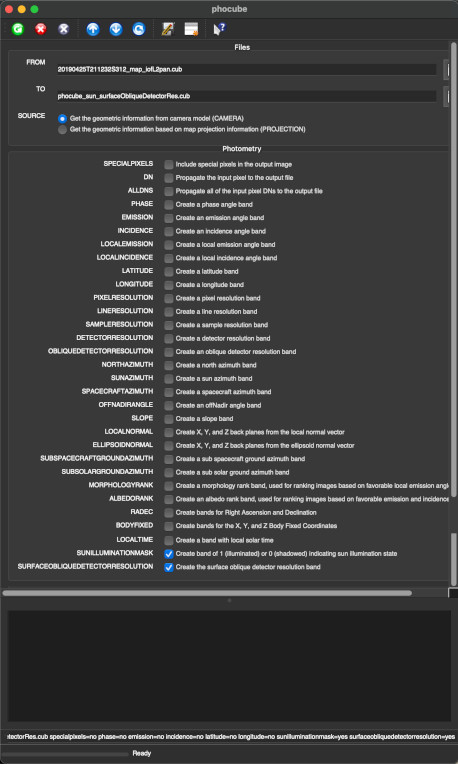 phocube
Files
FROM
20190425T211232S312_map_iofL2pan.cub
TO
phocube_sun_surfaceObliqueDetectorRes.cub
SOURCE
Get the geometric information from camera model (CAMERA)
Get the geometric information based on map projection information (PROJECTION)
Photometry
SPECIALPIXELS Include special pixels in the output image
DN Propagate the input pixel to the output file
ALLDNS Propagate all of the input pixel DNs to the output file
PHASE Create a phase angle band
EMISSION Create an emission angle band
INCIDENCE Create an incidence angle band
LOCALEMISSION Create a local emission angle band
LOCALINCIDENCE Create a local incidence angle band
LATITUDE Create a latitude band
LONGITUDE Create a longitude band
PIXELRESOLUTION Create a pixel resolution band
LINERESOLUTION Create a line resolution band
SAMPLERESOLUTION Create a sample resolution band
DETECTORRESOLUTION Create a detector resolution band
OBLIQUEDETECTORRESOLUTION Create an oblique detector resolution band
NORTHAZIMUTH Create a north azimuth band
SUNAZIMUTH Create a sun azimuth band
SPACECRAFTAZIMUTH Create a spacecraft azimuth band
OFFNADIRANGLE Create an offNadir angle band
SLOPE Create a slope band
LOCALNORMAL Create X, Y, and Z back planes from the local normal vector
ELLIPSOIDNORMAL Create X, Y, and Z back planes from the ellipsoid normal vector
SUBSPACECRAFTGROUNDAZIMUTH Create a sub spacecraft ground azimuth band
SUBSOLARGROUNDAZIMUTH Create a sub solar ground azimuth band
MORPHOLOGYRANK Create a morphology rank band, used for ranking images based on favorable local emission angle
ALBEDORANK Create an albedo rank band, used for ranking images based on favorable emission and incidence
RADEC Create bands for Right Ascension and Declination
BODYFIXED Create bands for the X, Y, and Z Body Fixed Coordinates
LOCALTIME Create a band with local solar time
SUNILLUMINATIONMASK Create band of 1 (illuminated) or 0 (shadowed) indicating sun illumination state
SURFACEOBLIQUEDETECTORRESOLUTION Create the surface oblique detector resolution band
etectorRes.cub specialpixels=no phase=no emission=no incidence=no latitude=no longitude=no sunilluminationmask=yes surfaceobliquedetectorresolution=yes
Ready